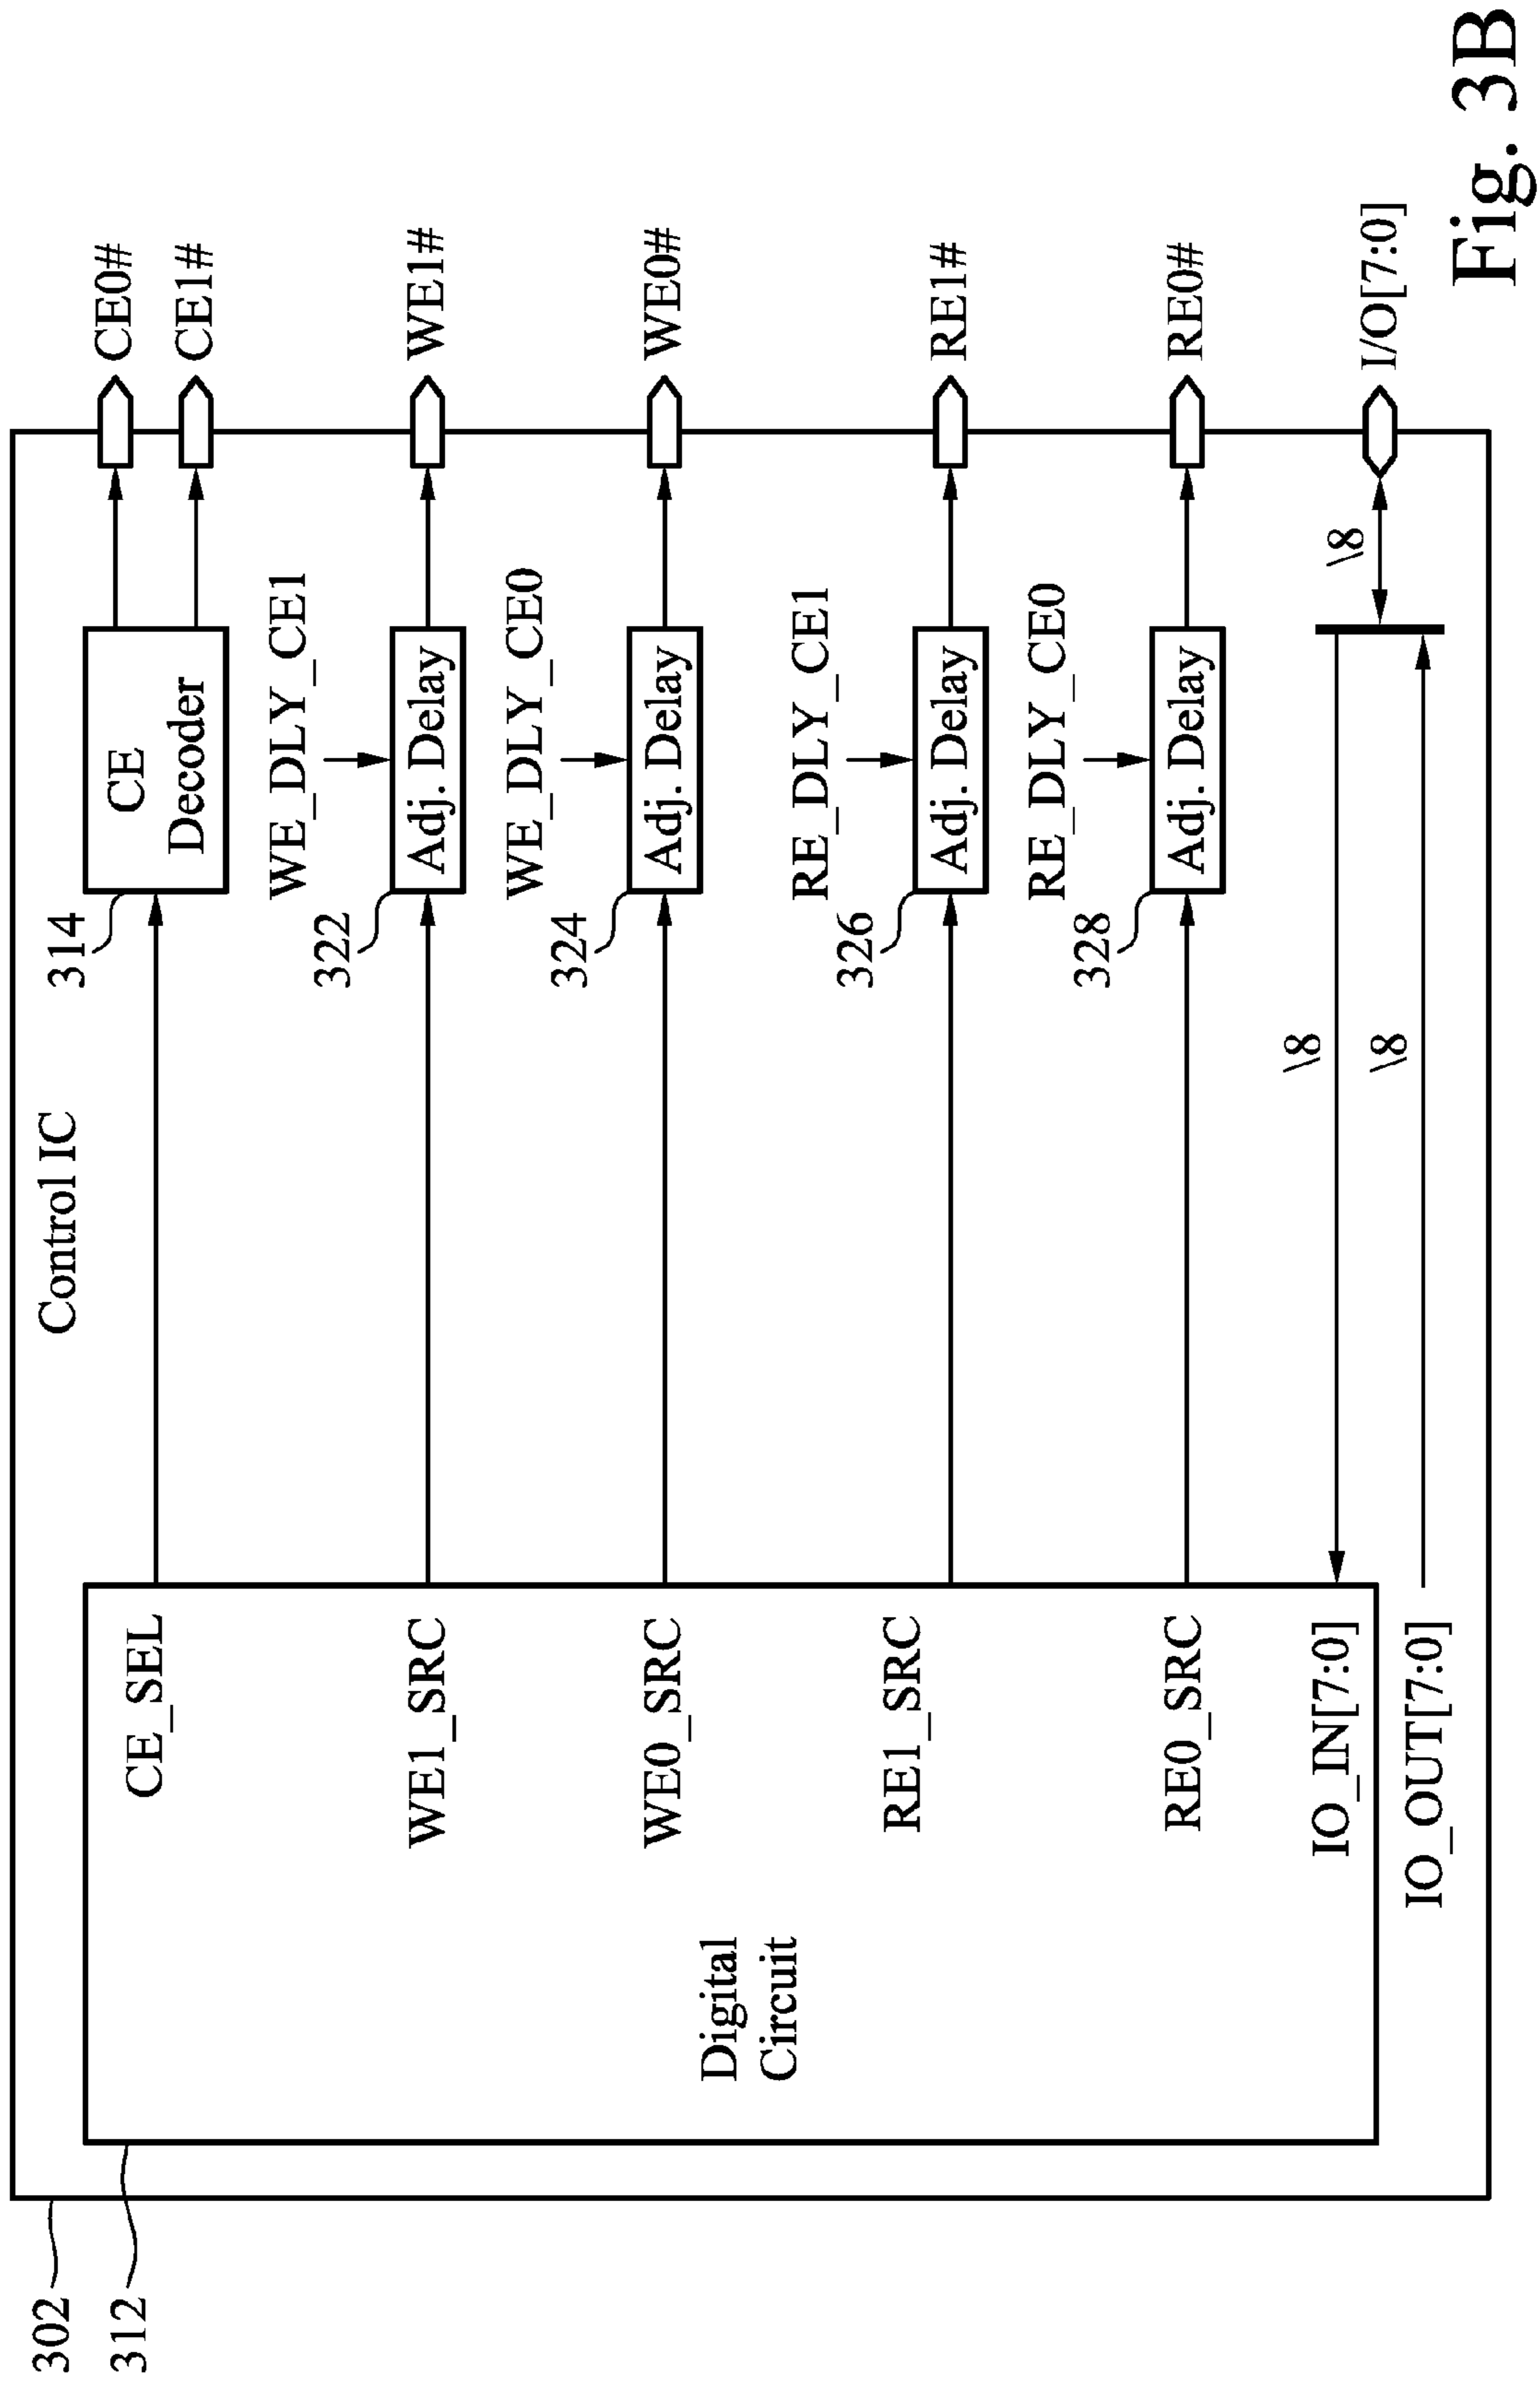 Control IC
302
312
Digital
Circuit
CE_SEL
314
CE
Decoder
CE0#
CE1#
WE1_SRC
322
WE_DLY_CE1
Adj. Delay
WE1#
WE0_SRC
324
WE_DLY_CE0
Adj. Delay
WE0#
RE1_SRC
326
RE_DLY_CE1
Adj. Delay
RE1#
RE0_SRC
328
RE_DLY_CE0
Adj. Delay
RE0#
IO_IN[7:0]
\8
\8
I/O[7:0]
IO_OUT[7:0]
\8
Fig. 3B